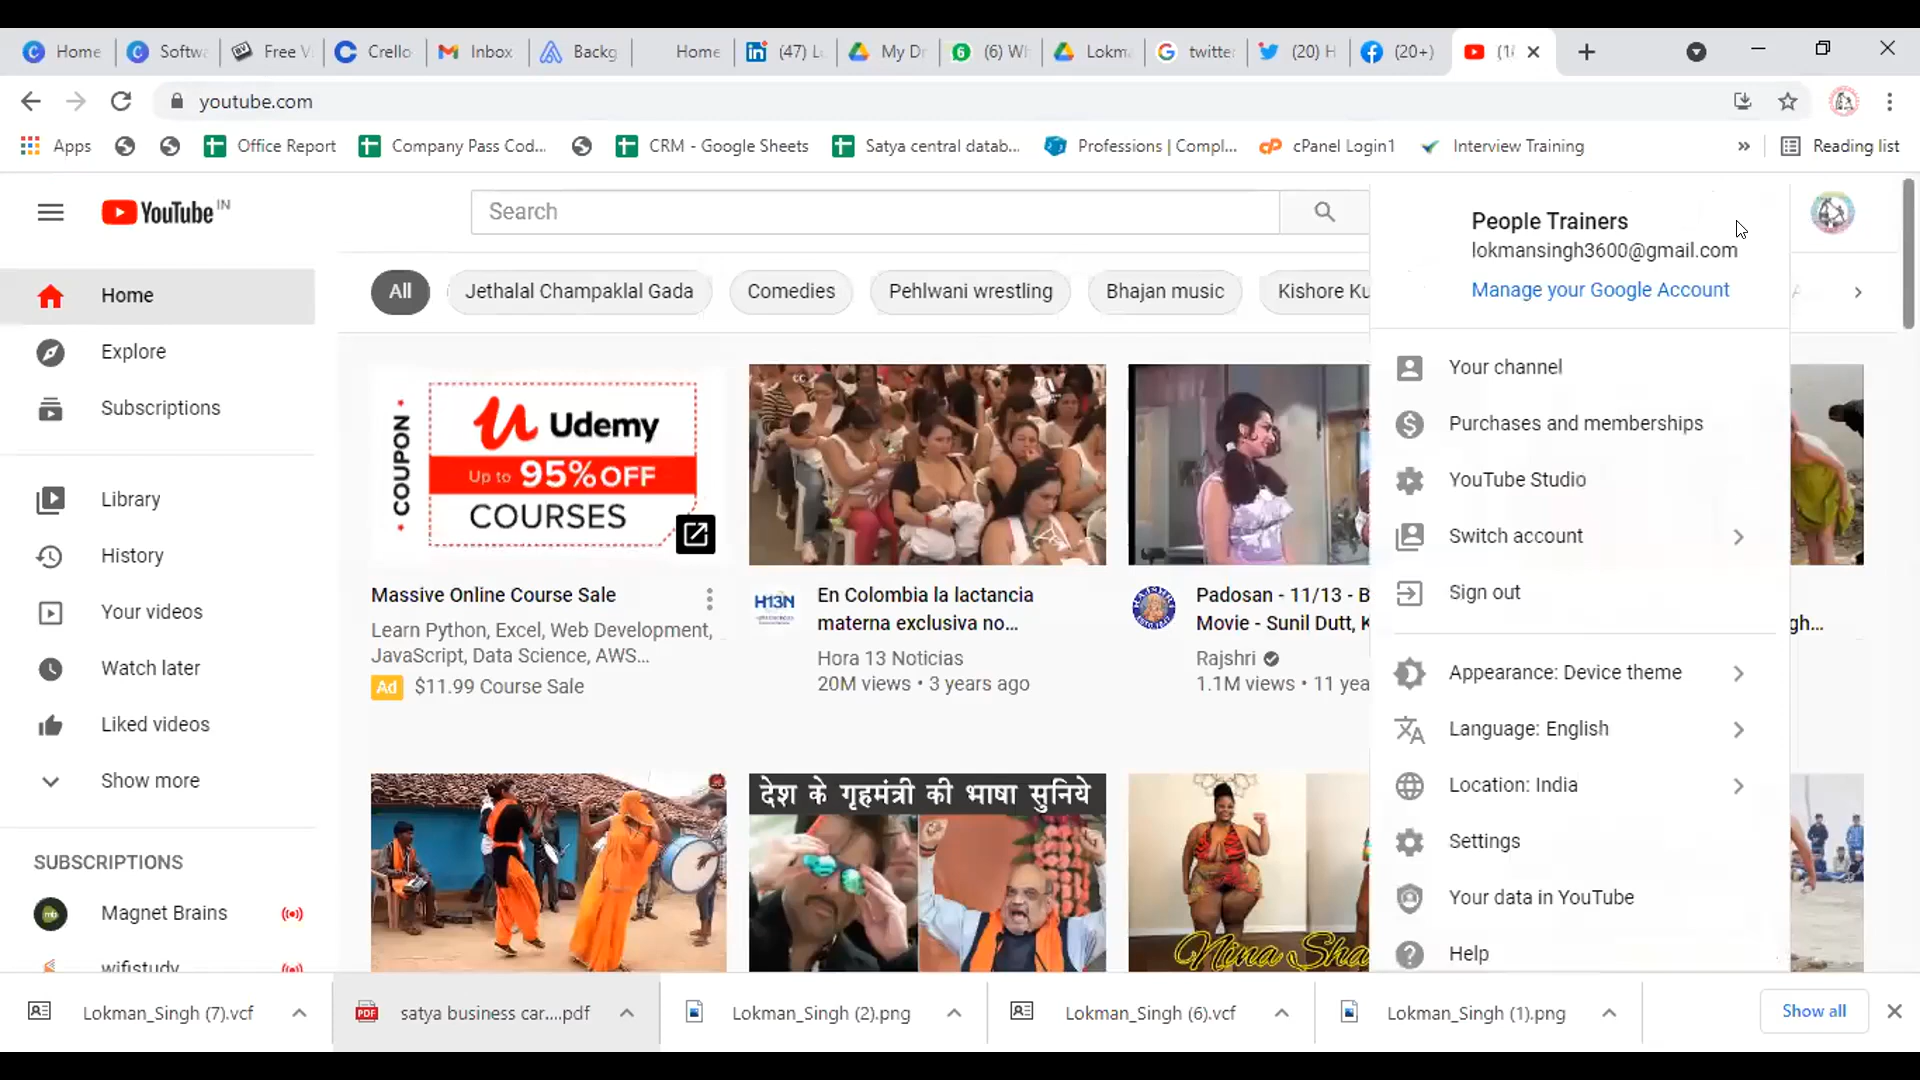 Home
Softw
Free V
Crello
Inbox
Backg
Home
(47) L
My Dr
(6) Wh
Lokm
twitte
(20) H
(20+)
youtube.com
Apps
Office Report
Company Pass Cod...
CRM - Google Sheets
Satya central datab...
Professions | Compl...
cPanel Login1
Interview Training
»
Reading list
YouTube IN
Search
People Trainers
lokmansingh3600@gmail.com
Manage your Google Account
Home
Explore
Subscriptions
Library
History
Your videos
Watch later
Liked videos
Show more
SUBSCRIPTIONS
Magnet Brains
wifistudy
All
Jethalal Champaklal Gada
Comedies
Pehlwani wrestling
Bhajan music
Kishore Ku
COUPON
Udemy
Up to 95% OFF
COURSES
Massive Online Course Sale
Learn Python, Excel, Web Development,
JavaScript, Data Science, AWS...
Ad $11.99 Course Sale
CC
H13N
En Colombia la lactancia
materna exclusiva no...
Hora 13 Noticias
20M views • 3 years ago
Padosan - 11/13 - B
Movie - Sunil Dutt, K
Rajshri
1.1M views • 11 yea
gh...
देश के गृहमंत्री की भाषा सुनिये
Nina Sha
Your channel
Purchases and memberships
YouTube Studio
Switch account
Sign out
Appearance: Device theme
Language: English
Location: India
Settings
Your data in YouTube
Help
Lokman_Singh (7).vcf
PDF
satya business car....pdf
Lokman_Singh (2).png
Lokman_Singh (6).vcf
Lokman_Singh (1).png
Show all